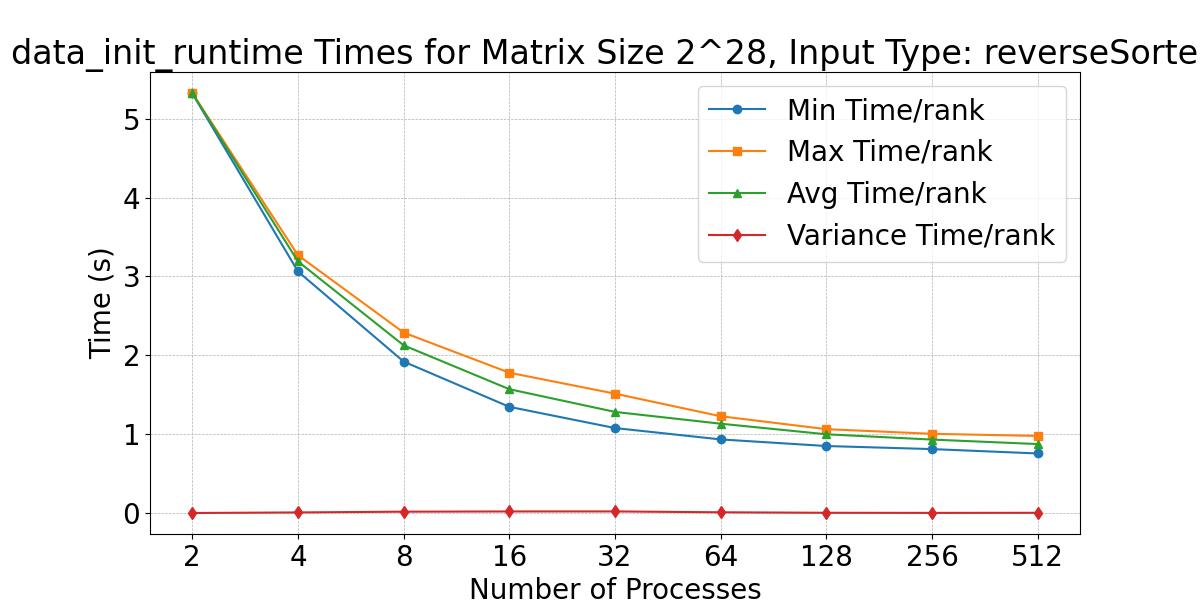 data_init_runtime Times for Matrix Size 2^28, Input Type: reverseSorte
Min Time/rank
Max Time/rank
Avg Time/rank
Variance Time/rank
Time (s)
5
4
3
2
1
0
2 4 8 16 32 64 128 256 512
Number of Processes